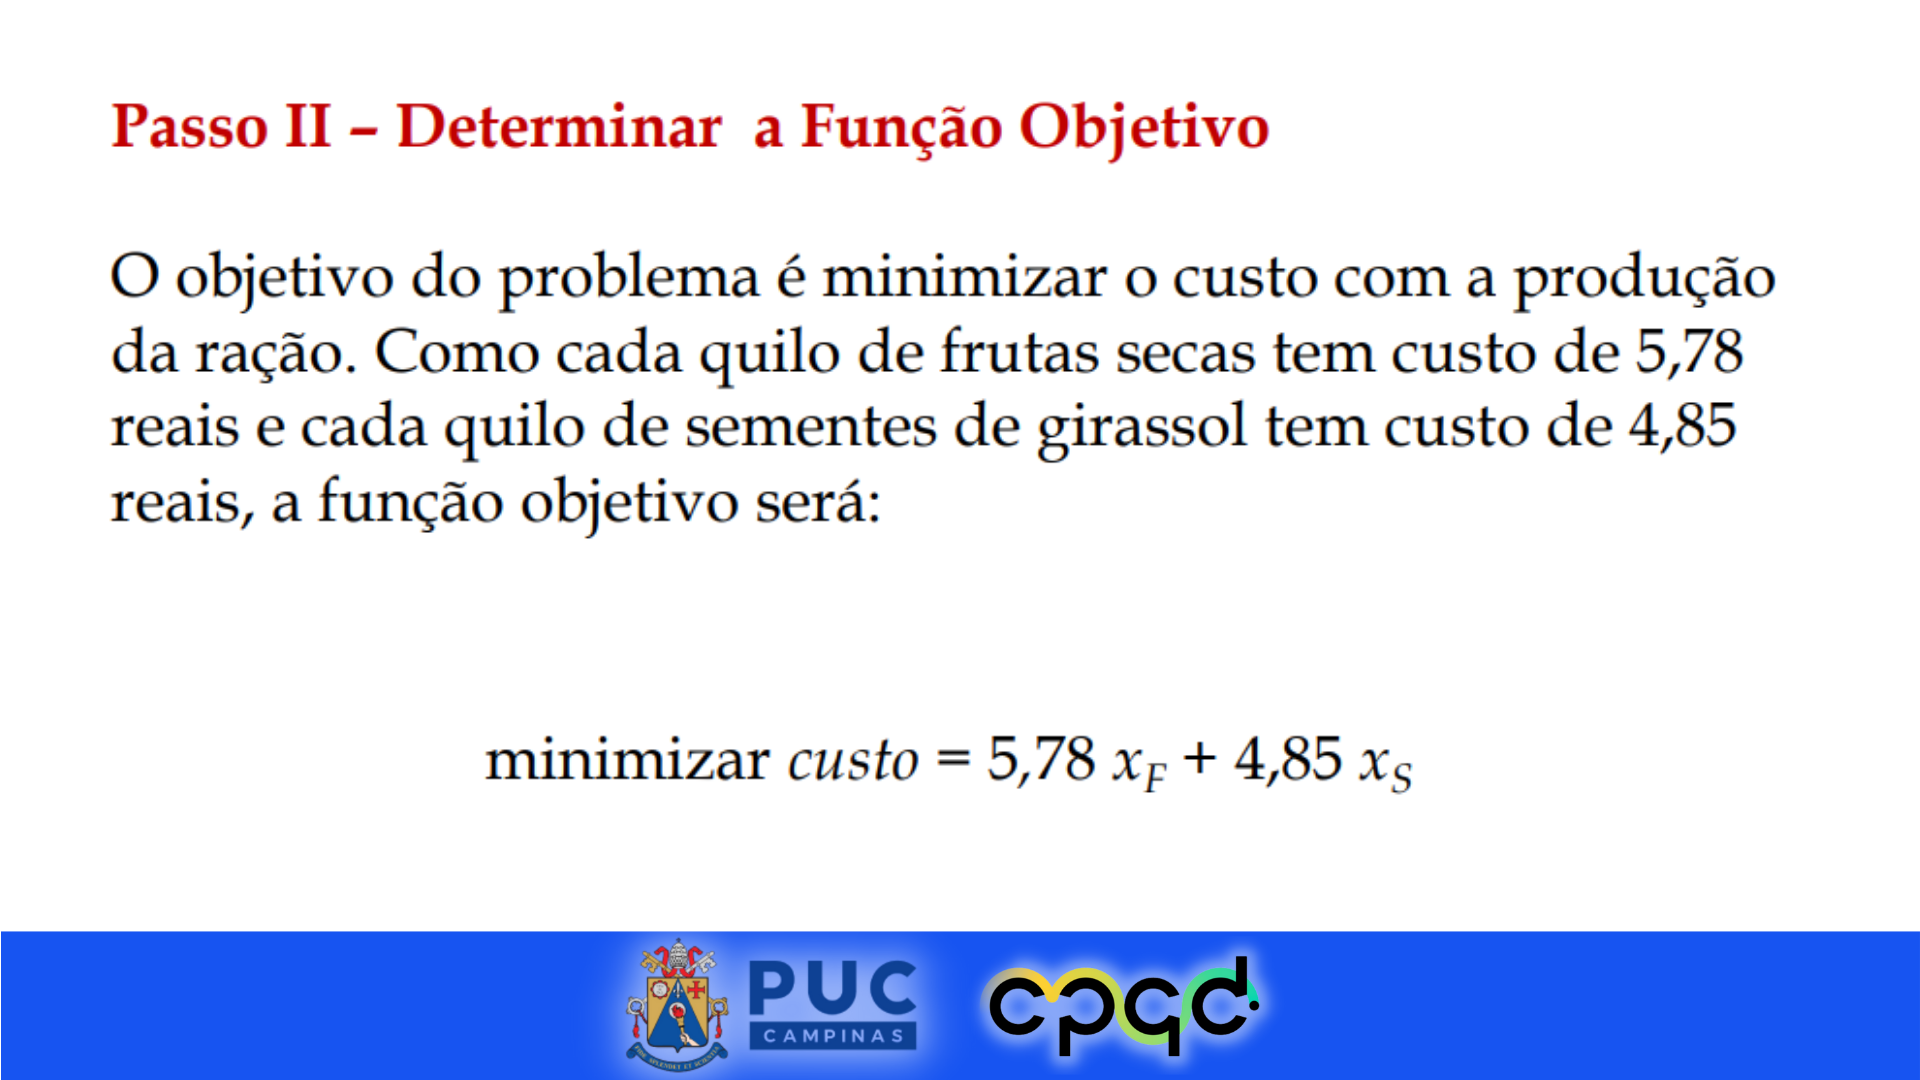 Passo II – Determinar a Função Objetivo
O objetivo do problema é minimizar o custo com a produção
da ração. Como cada quilo de frutas secas tem custo de 5,78
reais e cada quilo de sementes de girassol tem custo de 4,85
reais, a função objetivo será:
minimizar custo = 5,78 x_F + 4,85 x_S
PUC
CAMPINAS
cpqd